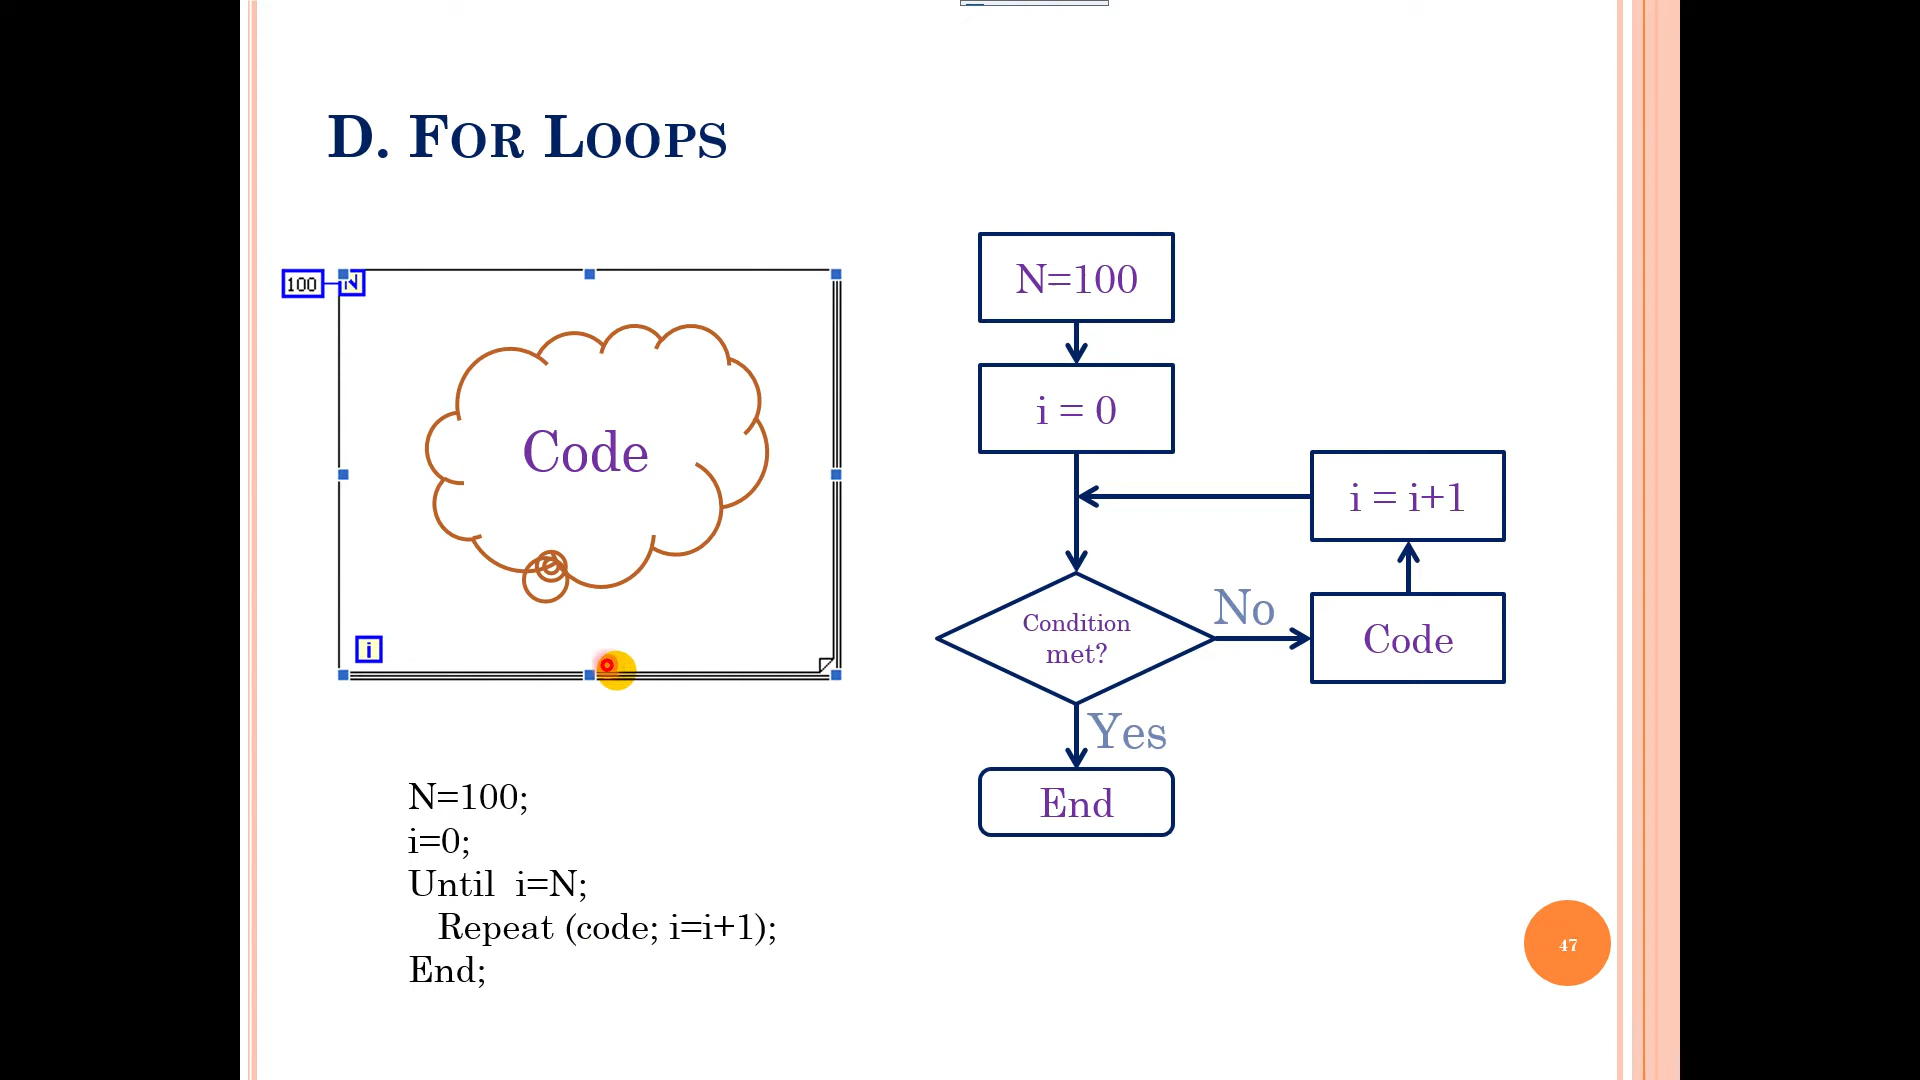 D. FOR LOOPS
100
N
Code
i
N=100;
i=0;
Until i=N;
Repeat (code; i=i+1);
End;
N=100
i = 0
i = i+1
Condition
met?
No
Code
Yes
End
47